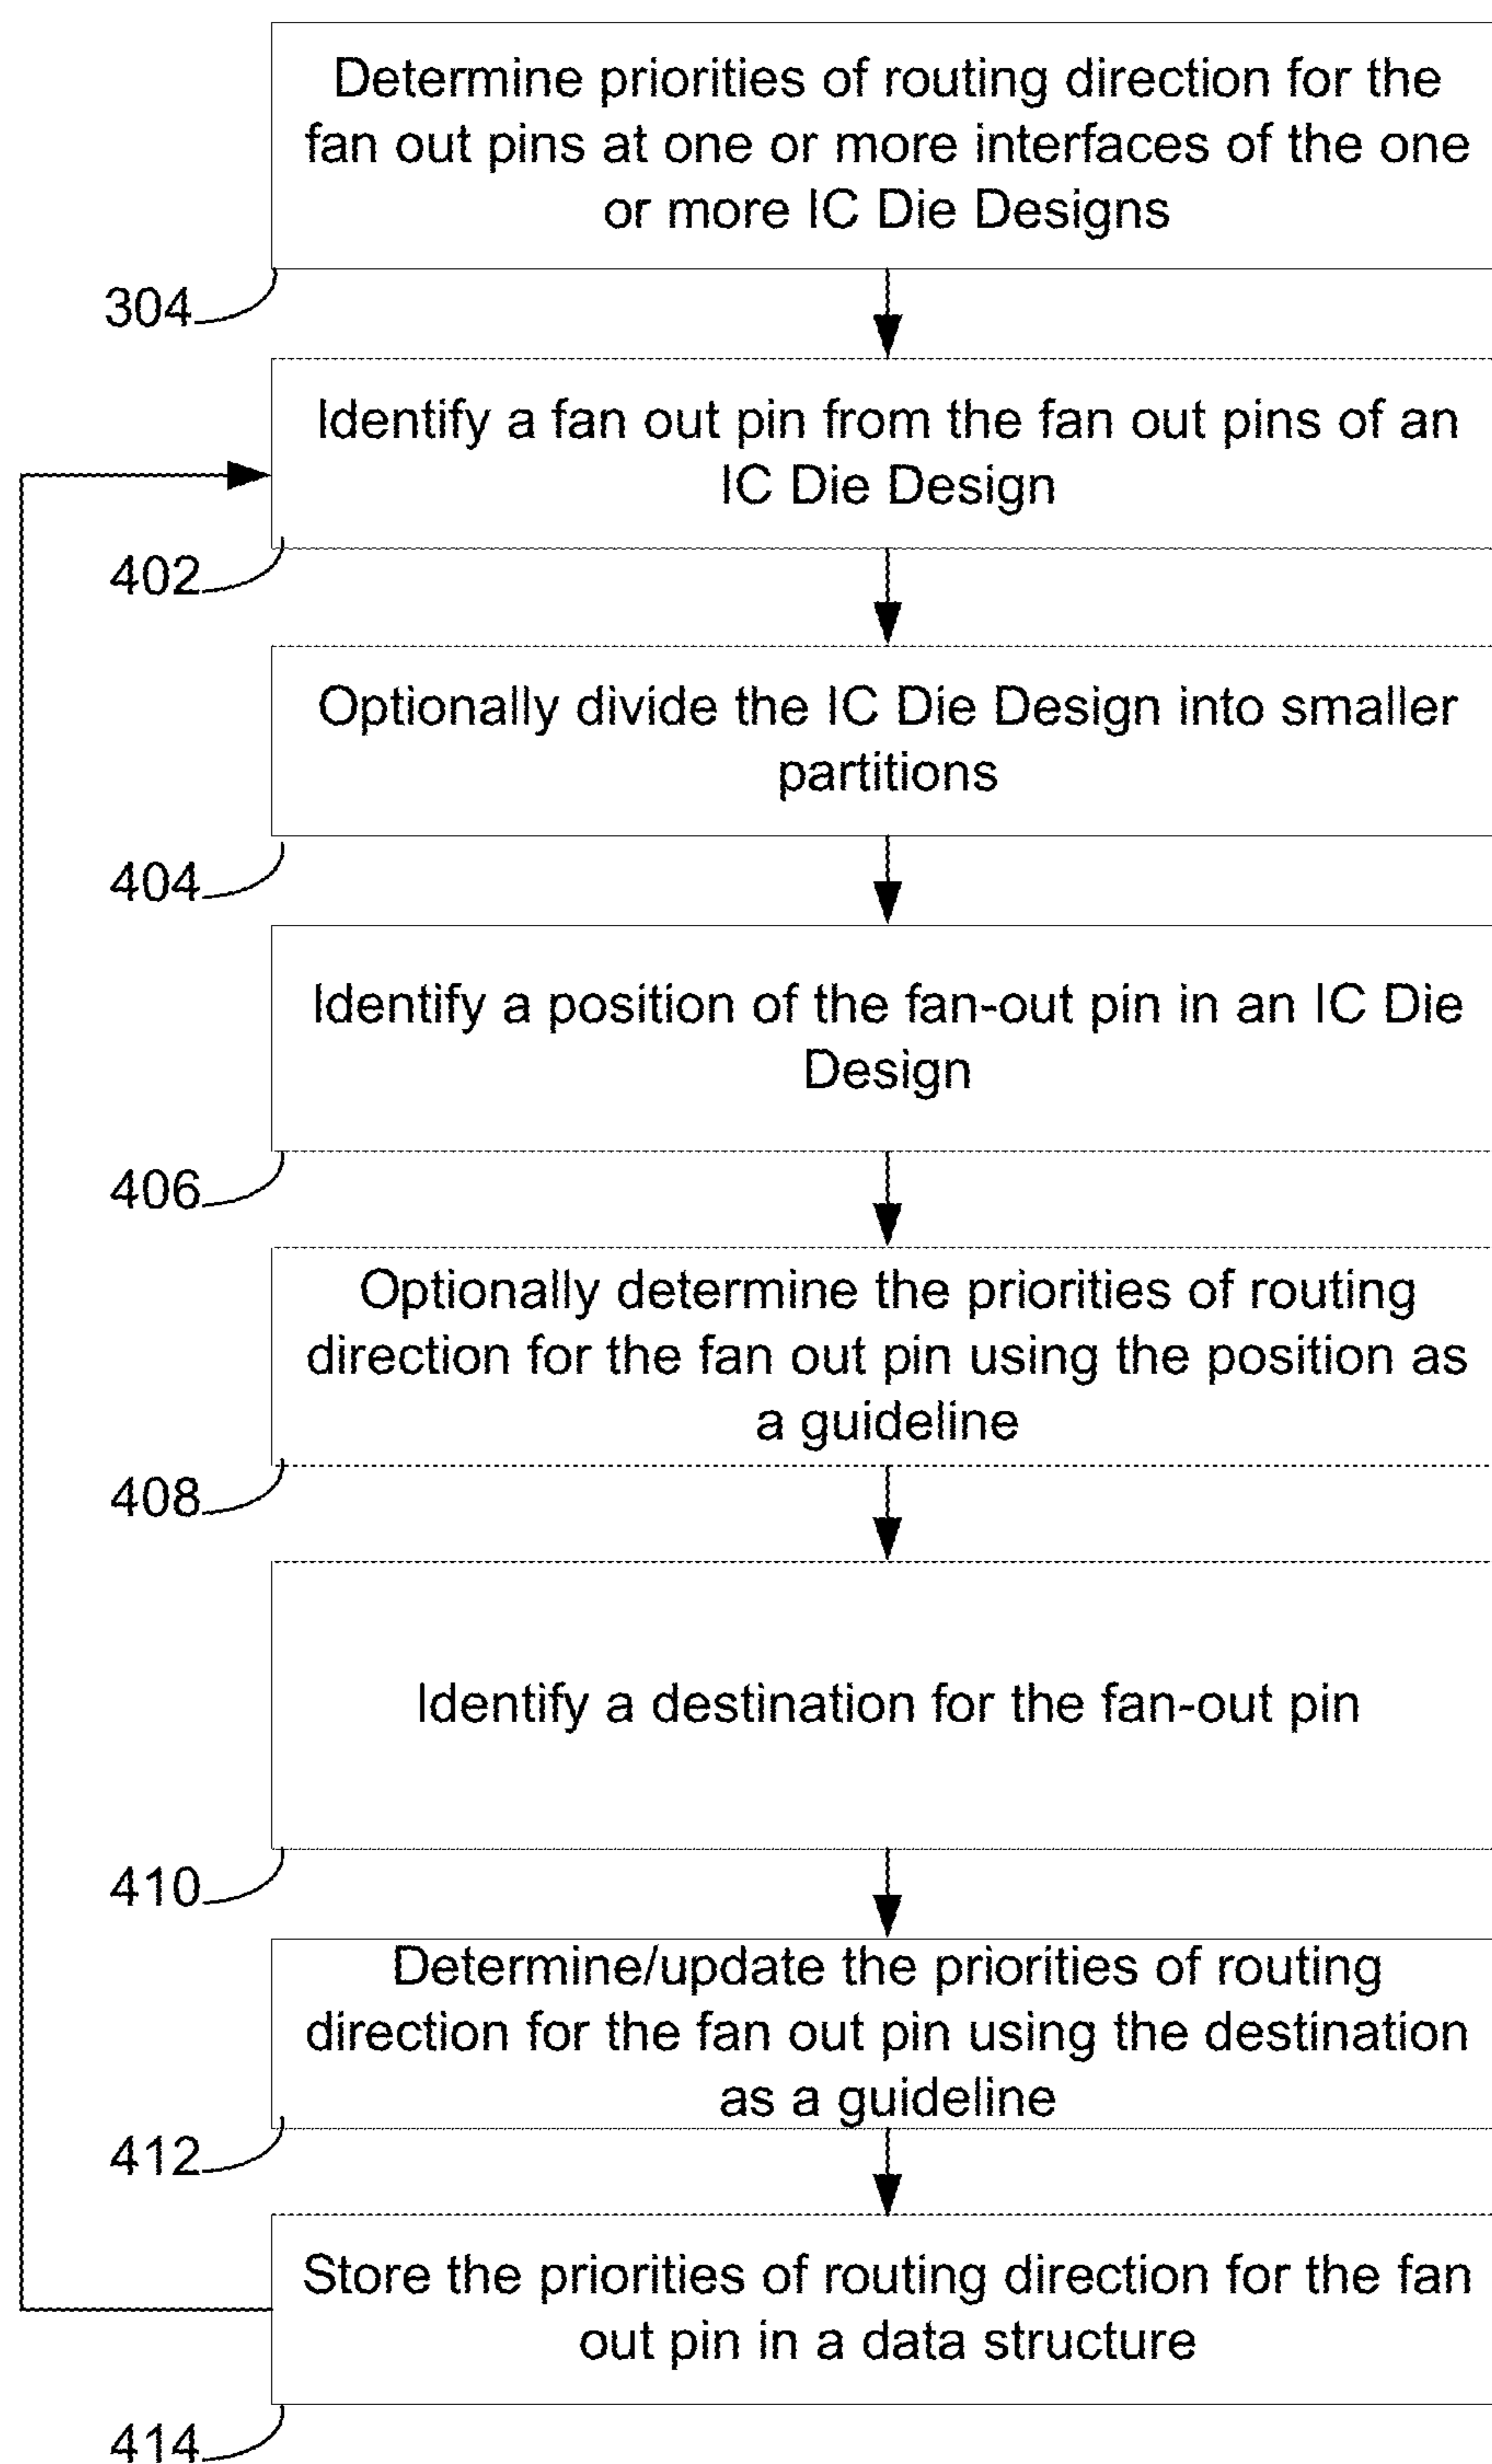 Determine priorities of routing direction for the
fan out pins at one or more interfaces of the one
or more IC Die Designs
304
Identify a fan out pin from the fan out pins of an
IC Die Design
402
Optionally divide the IC Die Design into smaller
partitions
404
Identify a position of the fan-out pin in an IC Die
Design
406
Optionally determine the priorities of routing
direction for the fan out pin using the position as
a guideline
408
Identify a destination for the fan-out pin
410
Determine/update the priorities of routing
direction for the fan out pin using the destination
as a guideline
412
Store the priorities of routing direction for the fan
out pin in a data structure
414